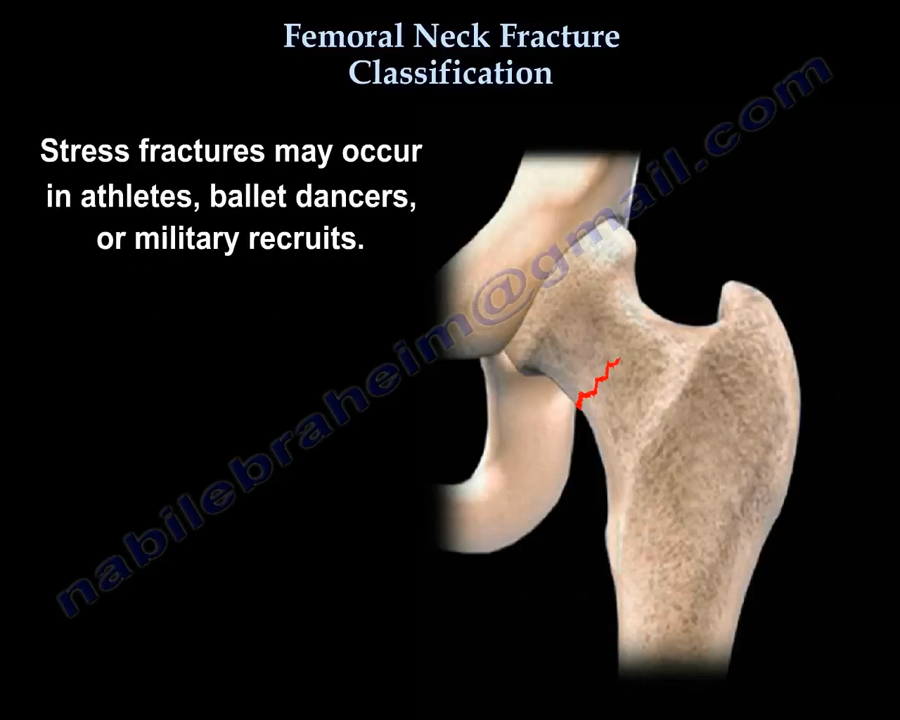 Femoral Neck Fracture
Classification
Stress fractures may occur
in athletes, ballet dancers,
or military recruits.
nabilebraheim@gmail.com